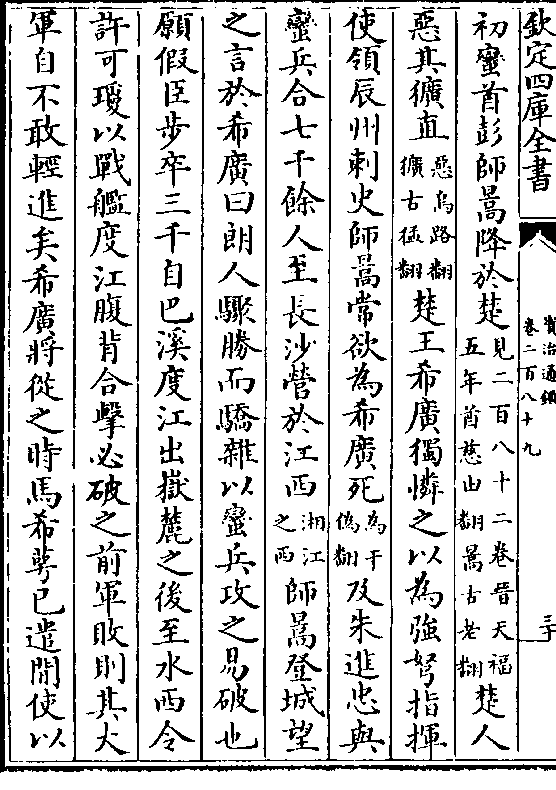 欽定四庫全書
資治通鑑
卷二百八十九
三十
初蠻酋彭師暠降於楚見二百八十二卷晉天福五年酋慈由翻暠古老翻楚人
惡其獷直惡烏路翻獷古猛翻楚王希廣獨憐之以為強弩指揮
使領辰州刺史師暠常欲為希廣死為于偽翻及朱進忠與
蠻兵合七千餘人至長沙營於江西湘江之西師暠登城望
之言於希廣曰朗人驟勝而驕雜以蠻兵攻之易破也
願假臣步卒三千自巴溪度江出嶽麓之後至水西令
許可瓊以戰艦度江腹背合擊必破之前軍敗則其大
軍自不敢輕進矣希廣將從之時馬希萼已遣間使以